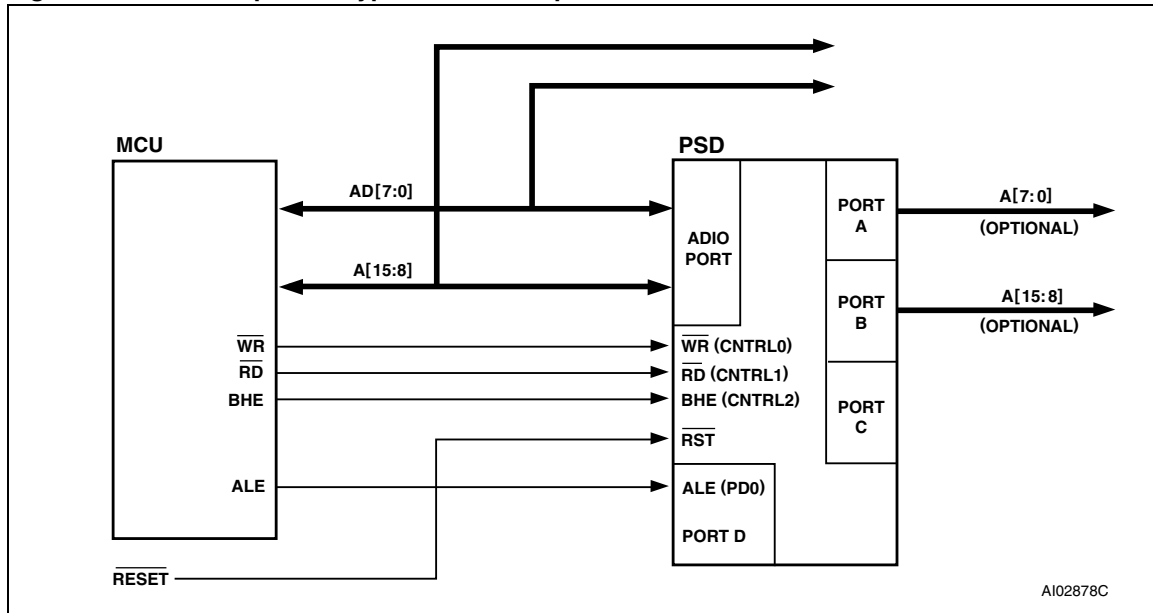 MCU
PSD
AD[7:0]
A[15:8]
ADIO
PORT
PORT
A
A[7:0]
(OPTIONAL)
PORT
B
A[15:8]
(OPTIONAL)
PORT
C
WR
WR (CNTRL0)
RD
RD (CNTRL1)
BHE
BHE (CNTRL2)
RST
ALE
ALE (PD0)
PORT D
RESET
AI02878C